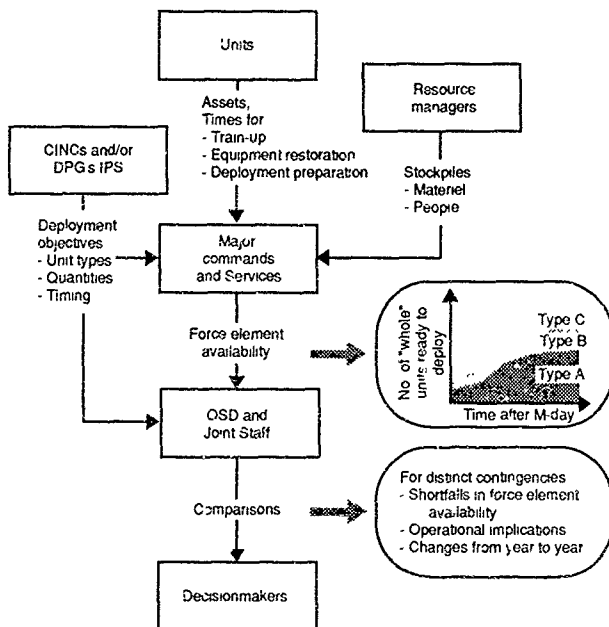 Units
Assets,
Times for
- Train-up
- Equipment restoration
- Deployment preparation
Resource
managers
Stockpiles
- Materiel
- People
CINCs and/or
DPG's IPS
Deployment
objectives
- Unit types
- Quantities
- Timing
Major
commands
and Services
Force element
availability
No of "whole"
units ready to
deploy
Type C
Type B
Type A
Time after M-day
OSD and
Joint Staff
Comparisons
For distinct contingencies
- Shortfalls in force element
availability
- Operational implications
- Changes from year to year
Decisionmakers